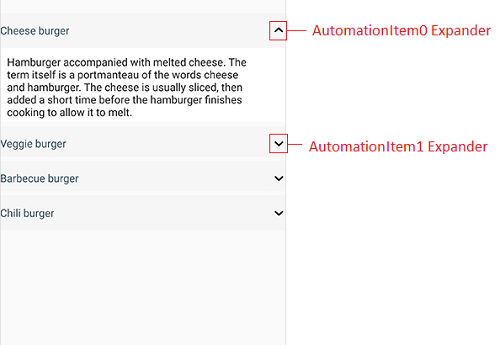 Cheese burger
AutomationItem0 Expander
Hamburger accompanied with melted cheese. The
term itself is a portmanteau of the words cheese
and hamburger. The cheese is usually sliced, then
added a short time before the hamburger finishes
cooking to allow it to melt.
Veggie burger
AutomationItem1 Expander
Barbecue burger
Chili burger